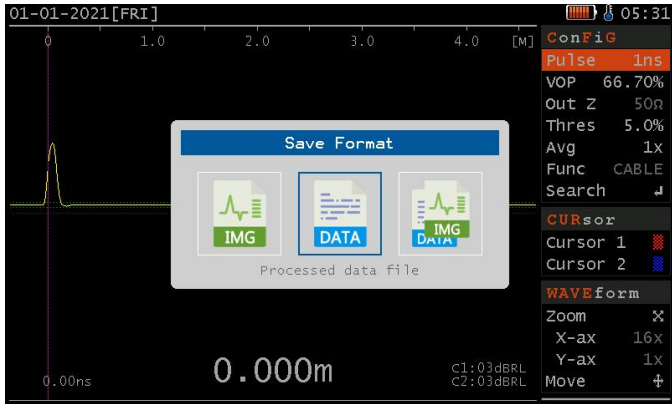 01-01-2021[FRI]
05:31
0 1.0 2.0 3.0 4.0 [M]
ConFiG
Pulse 1ns
VOP 66.70%
Out Z 50Ω
Thres 5.0%
Avg 1x
Func CABLE
Search
CURsor
Cursor 1
Cursor 2
WAVEform
Zoom
X-ax 16x
Y-ax 1x
Move
Save Format
IMG
DATA
DATA
IMG
Processed data file
0.00ns
0.000m
C1:03dBRL
C2:03dBRL